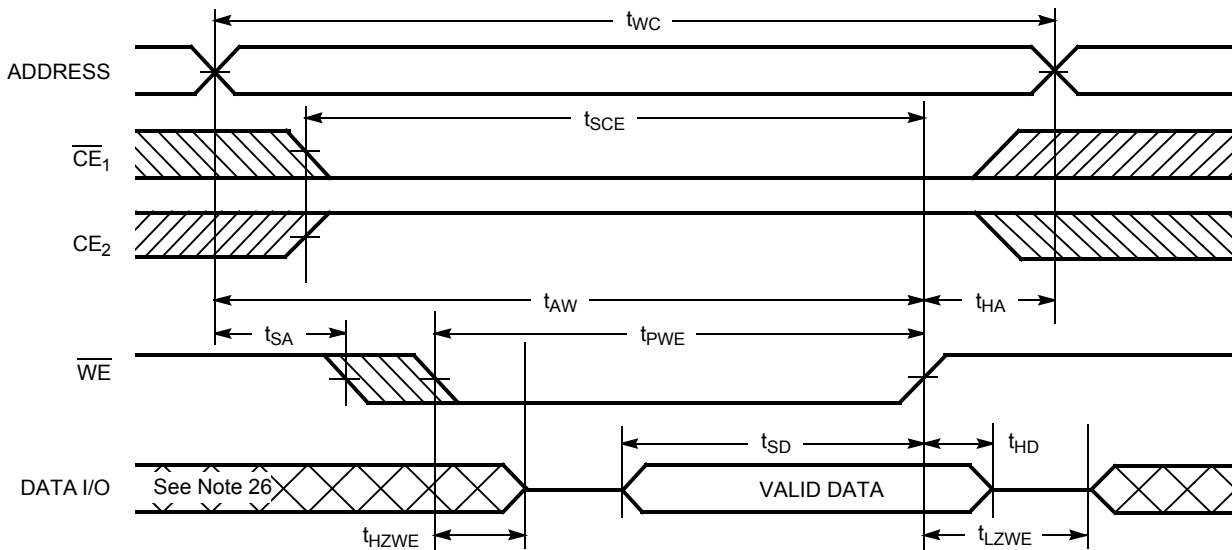 tWC
ADDRESS
tSCE
CE1
CE2
tAW
tHA
tSA
tPWE
WE
tSD
tHD
DATA I/O
See Note 26
VALID DATA
tHZWE
tLZWE